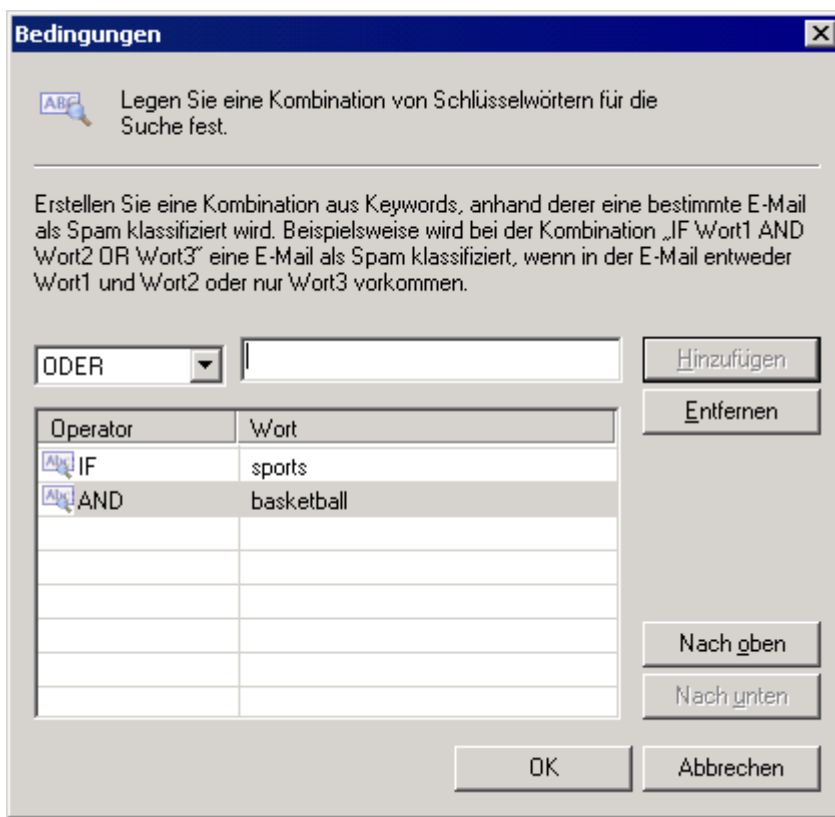 Bedingungen
Legen Sie eine Kombination von Schlüsselwörtern für die
Suche fest.
Erstellen Sie eine Kombination aus Keywords, anhand derer eine bestimmte E-Mail
als Spam klassifiziert wird. Beispielsweise wird bei der Kombination „IF Wort1 AND
Wort2 OR Wort3" eine E-Mail als Spam klassifiziert, wenn in der E-Mail entweder
Wort1 und Wort2 oder nur Wort3 vorkommen.
ODER Hinzufügen
Entfernen
Operator Wort
IF sports
AND basketball
Nach oben
Nach unten
OK Abbrechen